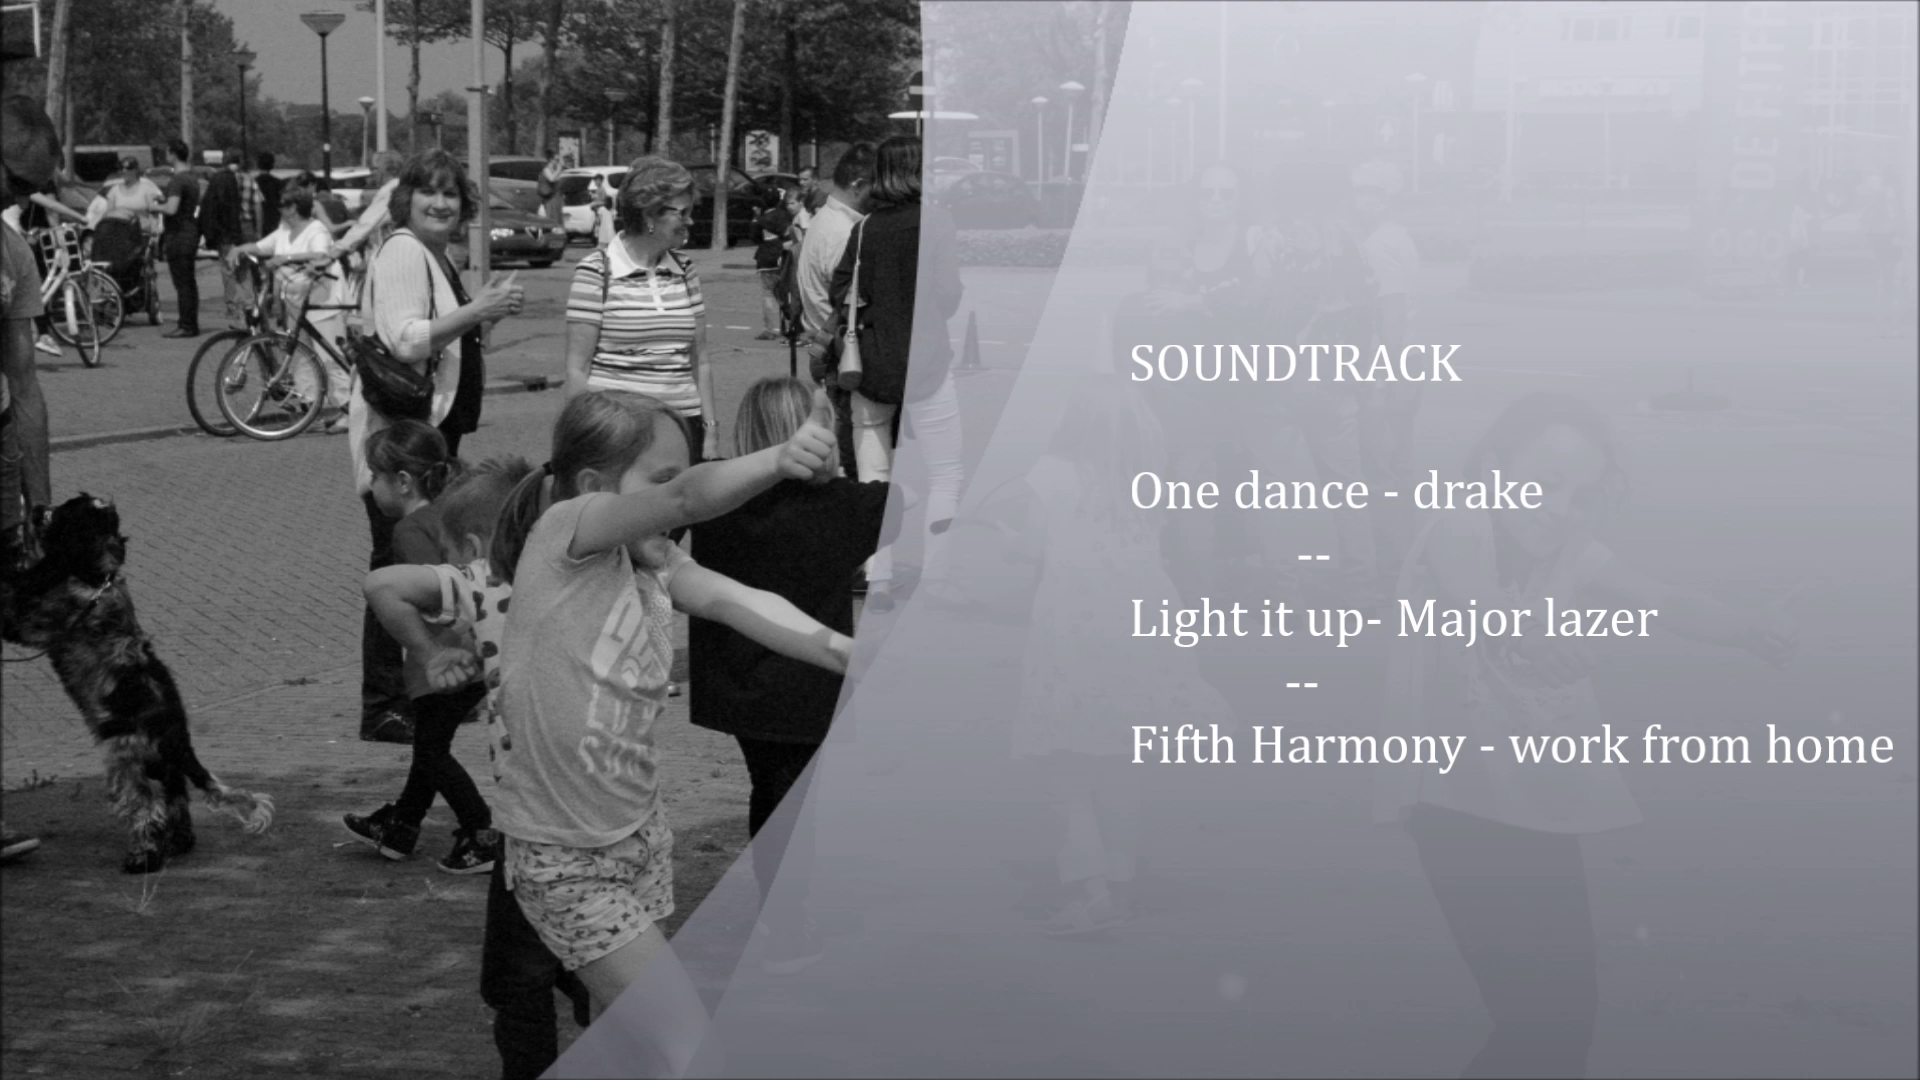 SOUNDTRACK
One dance - drake
--
Light it up- Major lazer
--
Fifth Harmony - work from home